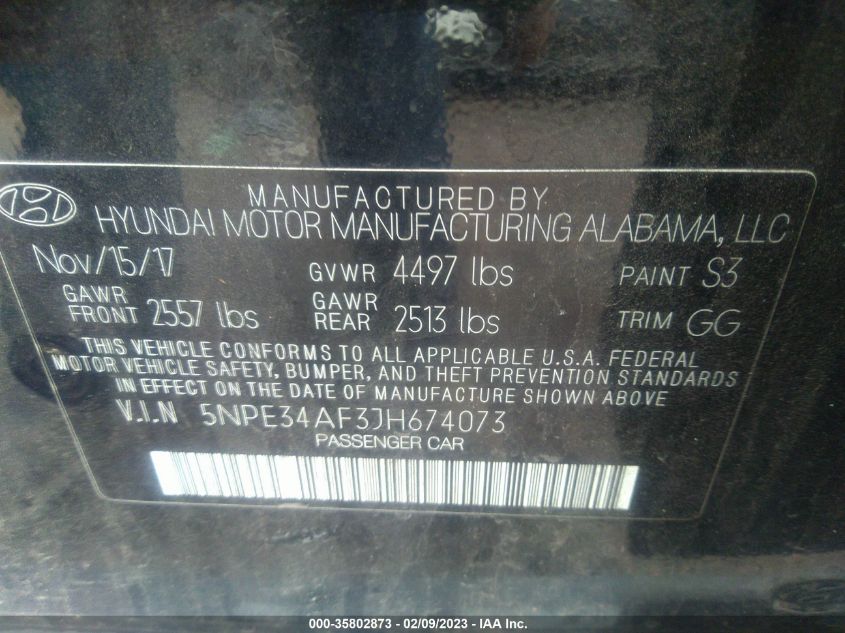 MANUFACTURED BY
HYUNDAI MOTOR MANUFACTURING ALABAMA, LLC
Nov/15/17 GVWR 4497 lbs PAINT S3
GAWR FRONT 2557 lbs GAWR REAR 2513 lbs TRIM GG
THIS VEHICLE CONFORMS TO ALL APPLICABLE U.S.A. FEDERAL
MOTOR VEHICLE SAFETY, BUMPER, AND THEFT PREVENTION STANDARDS
IN EFFECT ON THE DATE OF MANUFACTURE SHOWN ABOVE
V.I.N 5NPE34AF3JH674073
PASSENGER CAR
000-35802873 - 02/09/2023 - IAA Inc.